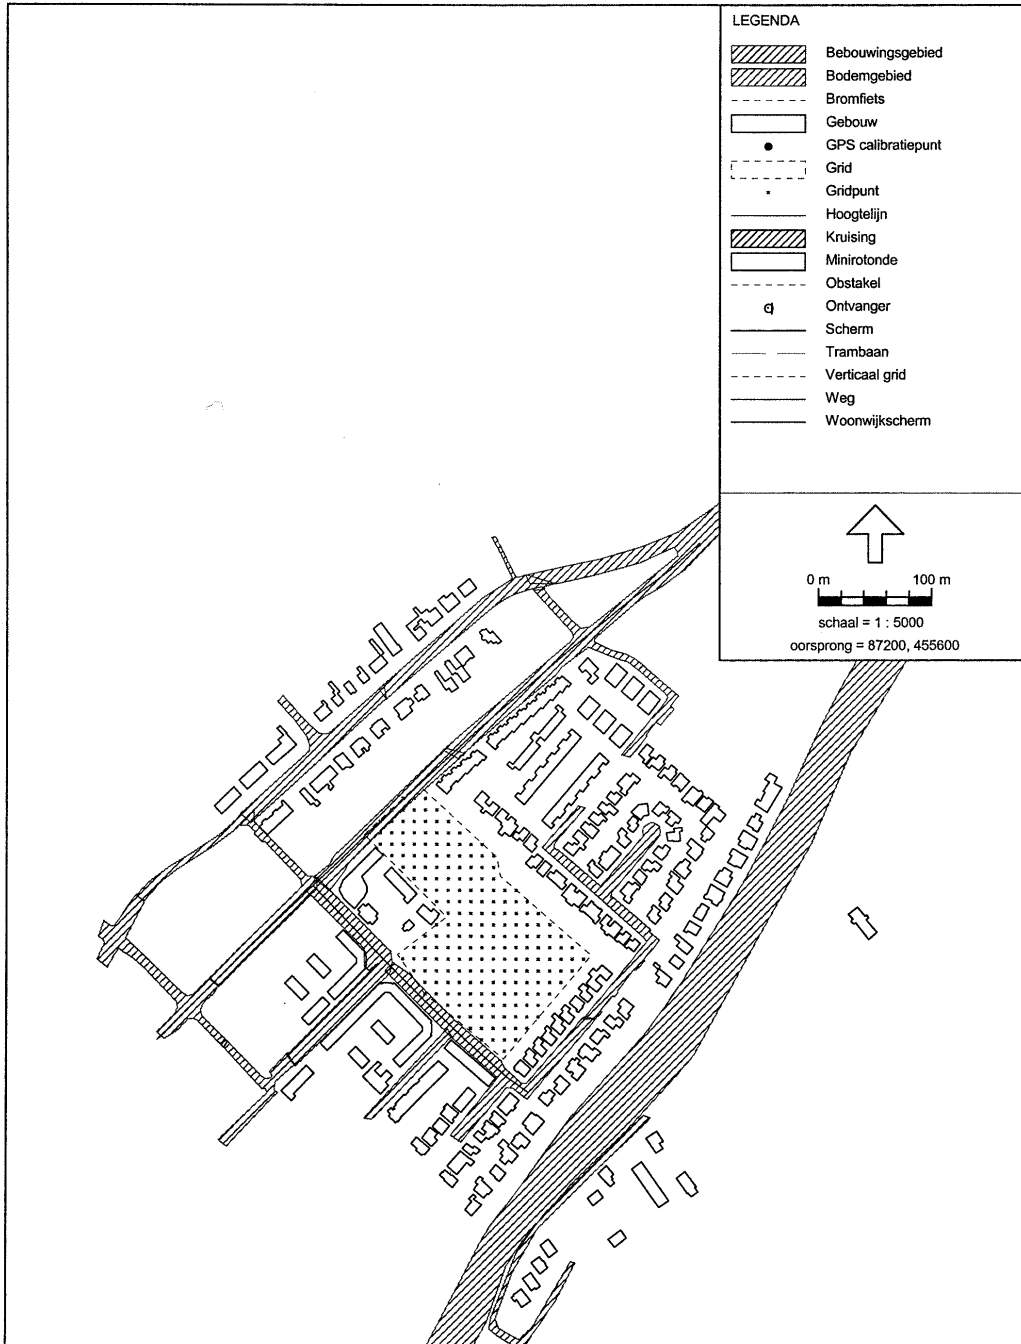 LEGENDA
Bebouwingsgebied
Bodemgebied
Bromfiets
Gebouw
GPS calibratiepunt
Grid
Gridpunt
Hoogtelijn
Kruising
Minirotonde
Obstakel
Ontvanger
Scherm
Trambaan
Verticaal grid
Weg
Woonwijkscherm
0 m 100 m
schaal = 1 : 5000
oorsprong = 87200, 455600